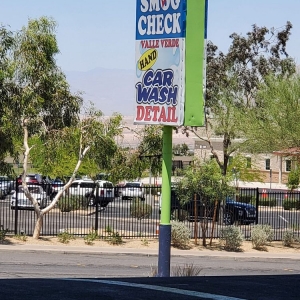 SMOG
CHECK
VALLE VERDE
HAND
CAR
WASH
DETAIL